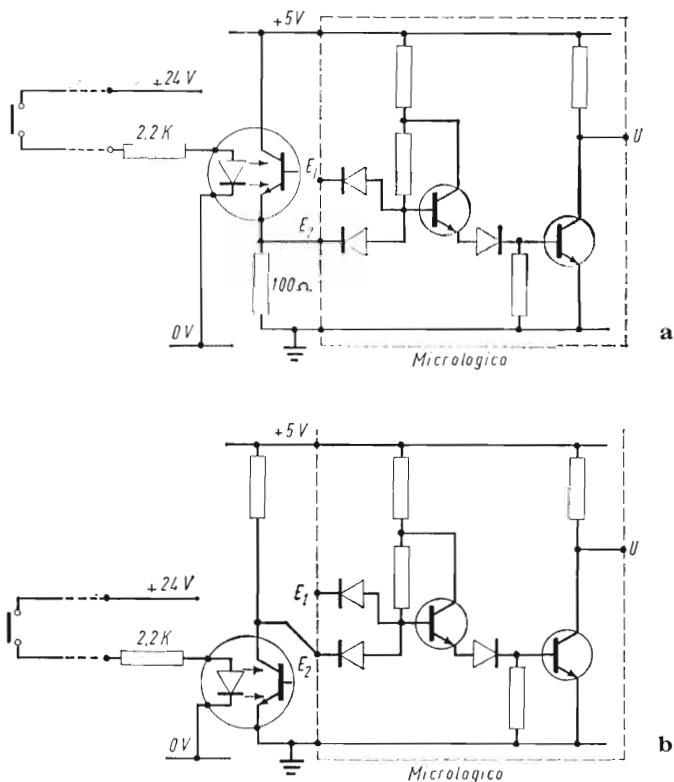 +5V
+24V
2,2K
E1
E2
U
100Ω
0V
Micrologico
a
+5V
+24V
2,2K
E1
E2
U
0V
Micrologico
b